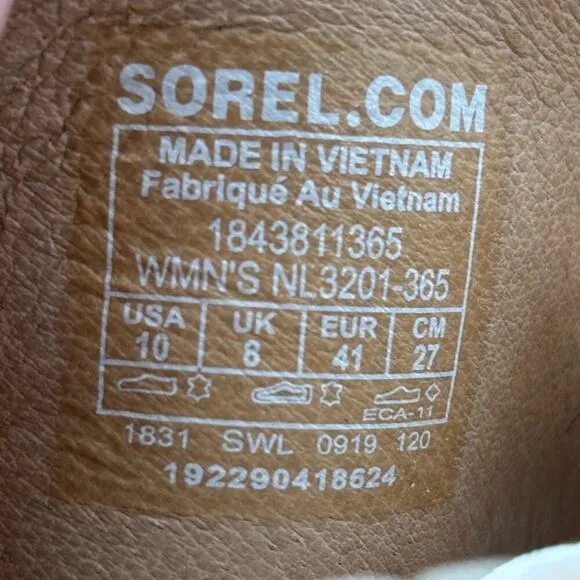 SOREL.COM
MADE IN VIETNAM
Fabriqué Au Vietnam
1843811365
WMN'S NL3201-365
USA UK EUR CM
10 8 41 27
ECA-11
1831 SWL 0919 120
192290418624